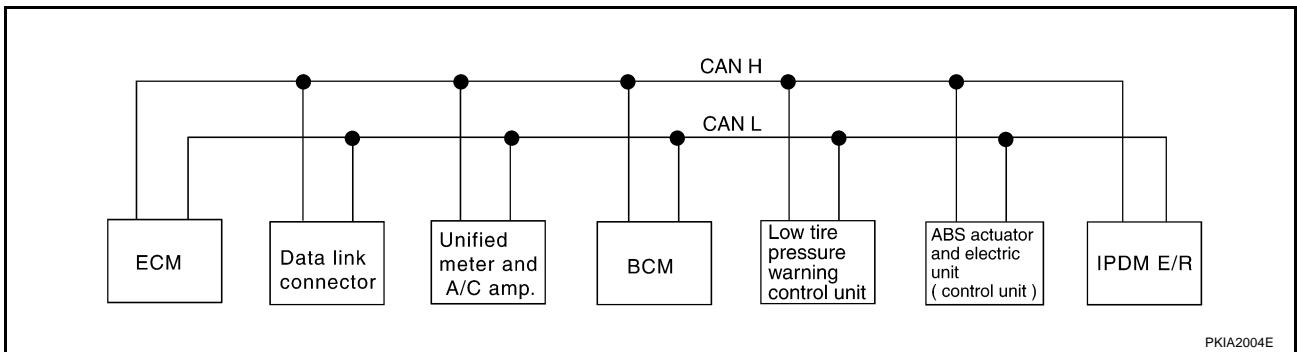 CAN H
CAN L
ECM
Data link
connector
Unified
meter and
A/C amp.
BCM
Low tire
pressure
warning
control unit
ABS actuator
and electric
unit
( control unit )
IPDM E/R
PKIA2004E